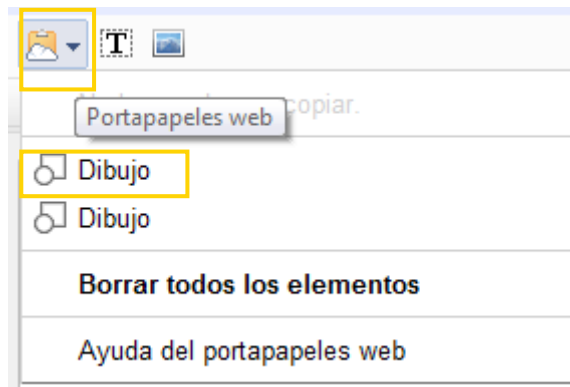 T
copiar.
Portapapeles web
Dibujo
Dibujo
Borrar todos los elementos
Ayuda del portapapeles web